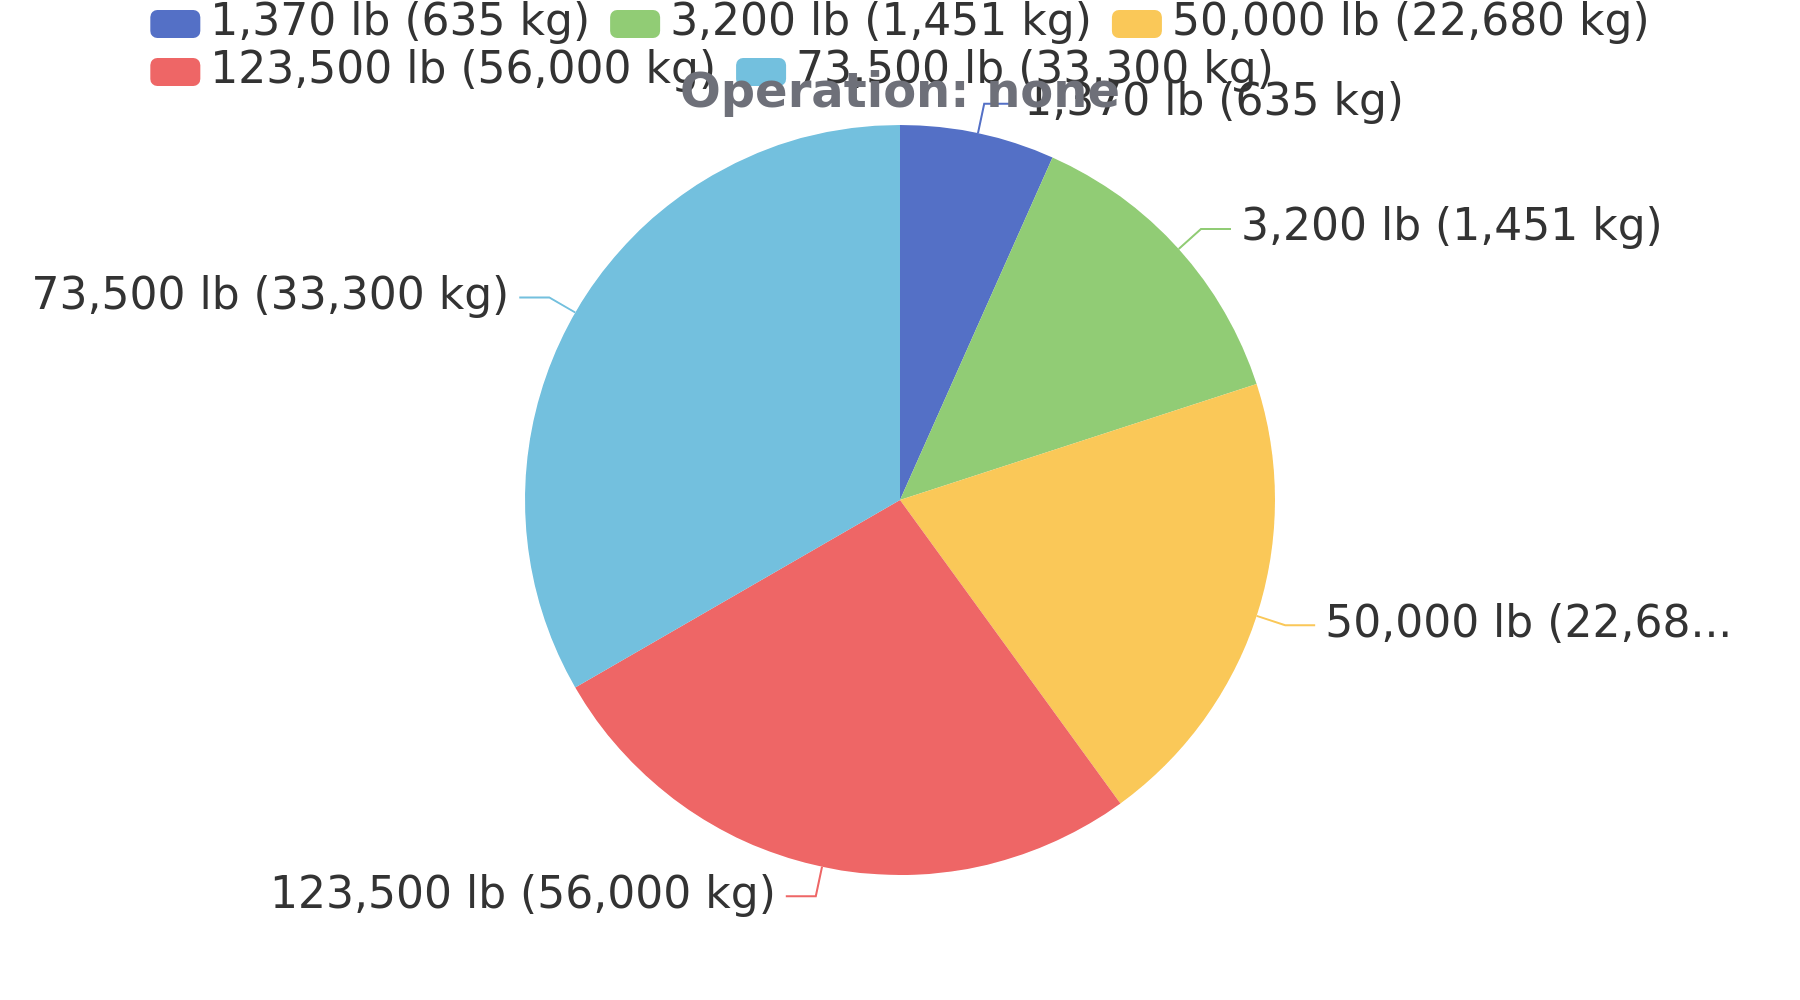 1,370 lb (635 kg) 3,200 lb (1,451 kg) 50,000 lb (22,680 kg)
123,500 lb (56,000 kg) 73,500 lb (33,300 kg)
Operation: none
1,370 lb (635 kg)
3,200 lb (1,451 kg)
73,500 lb (33,300 kg)
50,000 lb (22,68...
123,500 lb (56,000 kg)